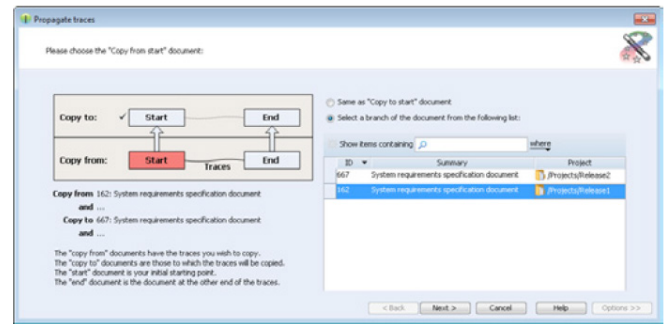 Propagate traces
Please choose the "Copy from start" document:
Copy to: ✓ Start End
Copy from: Start Traces End
Copy from 162: System requirements specification document
and ...
Copy to 667: System requirements specification document
and ...
The "copy from" documents have the traces you wish to copy.
The "copy to" documents are those to which the traces will be copied.
The "start" document is your initial starting point.
The "end" document is the document at the other end of the traces.
Same as "Copy to start" document
Select a branch of the document from the following list:
Show items containing where
ID Summary Project
667 System requirements specification document /Projects/Release2
162 System requirements specification document /Projects/Release1
< Back Next > Cancel Help Options >>